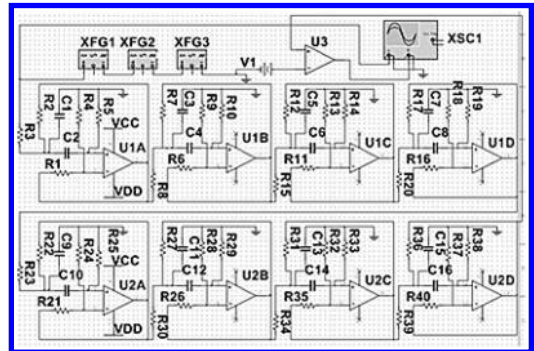 XFG1 XFG2 XFG3 V1 U3 XSC1
R3 R2 C1 R4 R5 VCC C2 U1A R1 VDD
R7 C3 R9 R10 C4 U1B R6 R8
R12 C5 R13 R14 C6 U1C R11 R15
R17 C7 R18 R19 C8 U1D R16 R20
R23 R22 C9 R24 R25 VCC C10 U2A R21 VDD
R27 C11 R28 R29 C12 U2B R26 R30
R31 C13 R32 R33 C14 U2C R35 R34
R36 C15 R37 R38 C16 U2D R40 R39